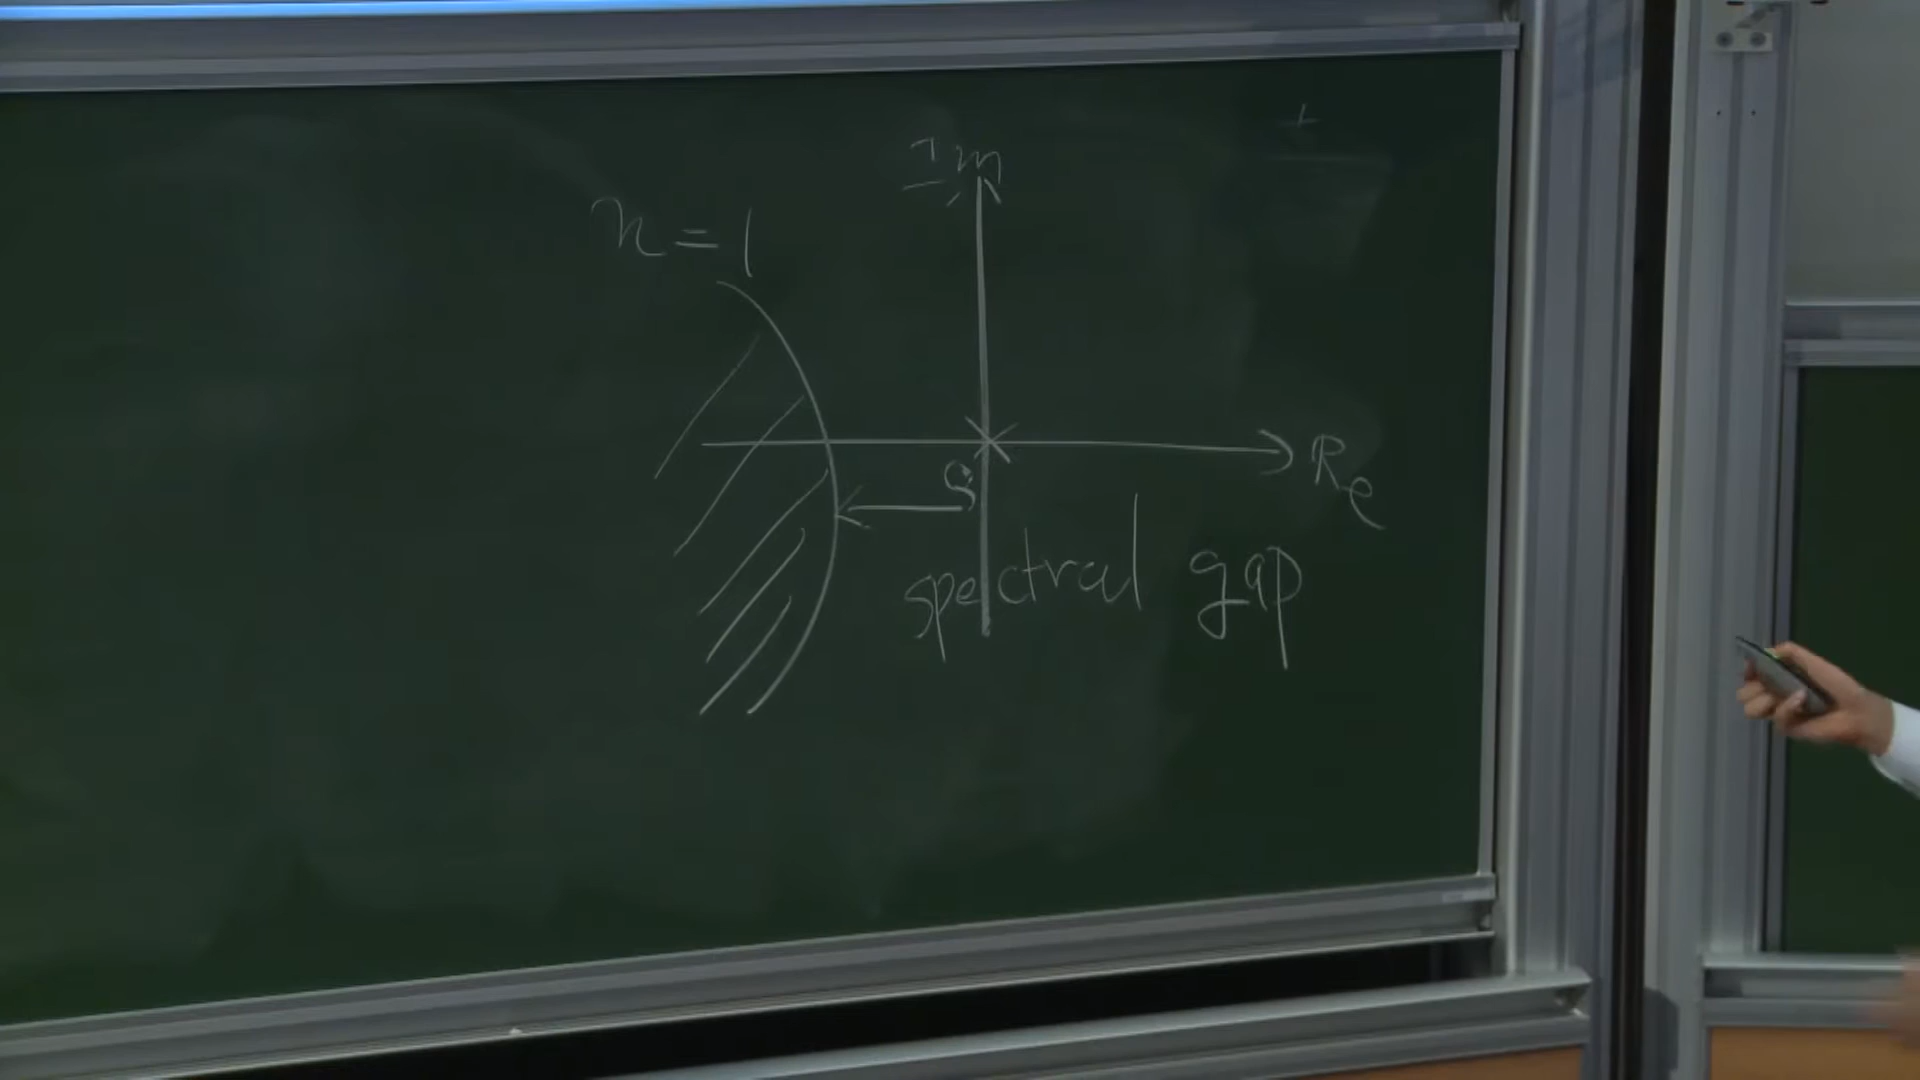 Im
n=1
Re
spectral gap